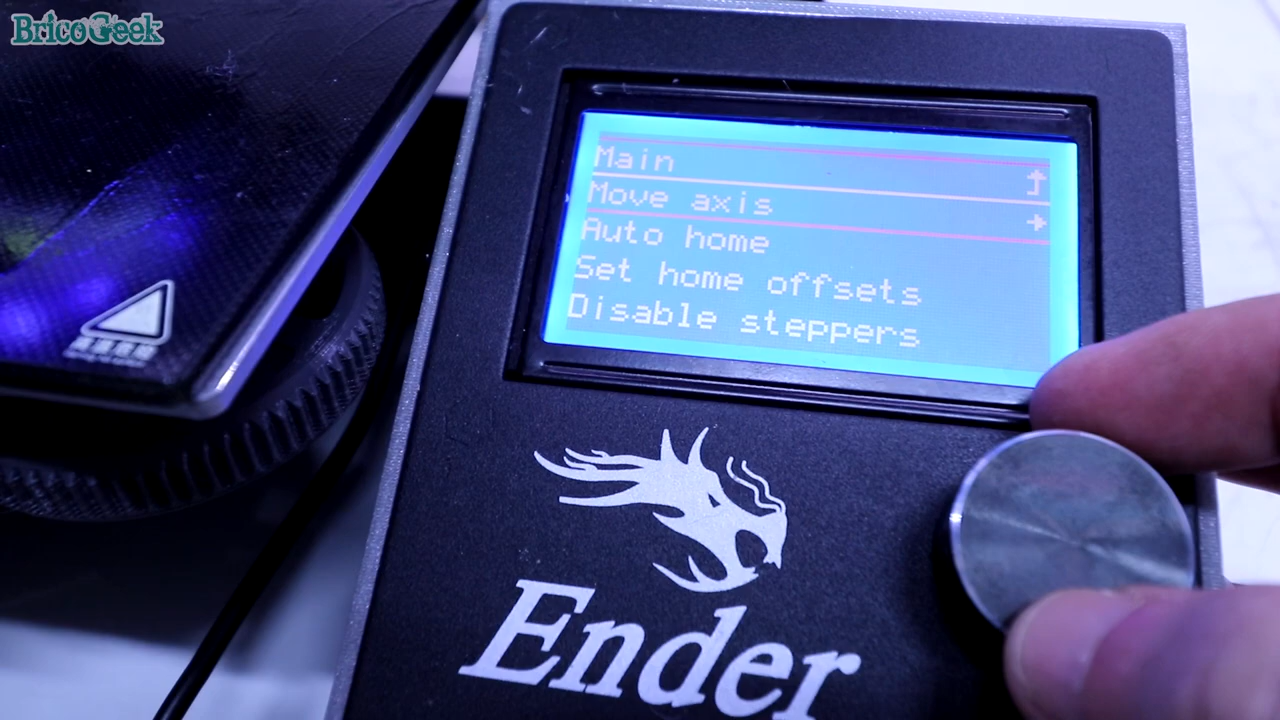 BricoGeek
Main
Move axis
Auto home
Set home offsets
Disable steppers
Ender